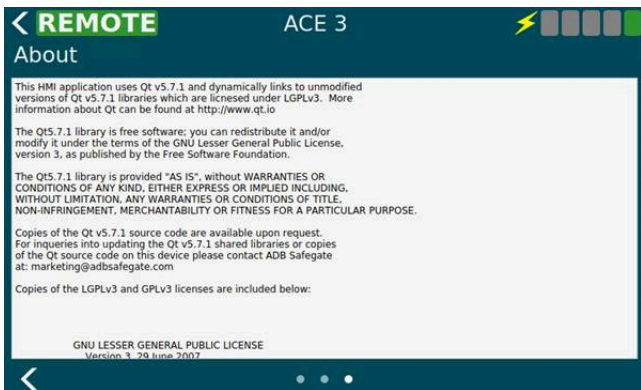 REMOTE
ACE 3
About
This HMI application uses Qt v5.7.1 and dynamically links to unmodified
versions of Qt v5.7.1 libraries which are licnesed under LGPLv3. More
information about Qt can be found at http://www.qt.io
The Qt5.7.1 library is free software; you can redistribute it and/or
modify it under the terms of the GNU Lesser General Public License,
version 3, as published by the Free Software Foundation.
The Qt5.7.1 library is provided "AS IS", without WARRANTIES OR
CONDITIONS OF ANY KIND, EITHER EXPRESS OR IMPLIED INCLUDING,
WITHOUT LIMITATION, ANY WARRANTIES OR CONDITIONS OF TITLE,
NON-INFRINGEMENT, MERCHANTABILITY OR FITNESS FOR A PARTICULAR PURPOSE.
Copies of the Qt v5.7.1 source code are available upon request.
For inqueries into updating the Qt v5.7.1 shared libraries or copies
of the Qt source code on this device please contact ADB Safegate
at: marketing@adbsafegate.com
Copies of the LGPLv3 and GPLv3 licenses are included below:
GNU LESSER GENERAL PUBLIC LICENSE
Version 3, 29 June 2007